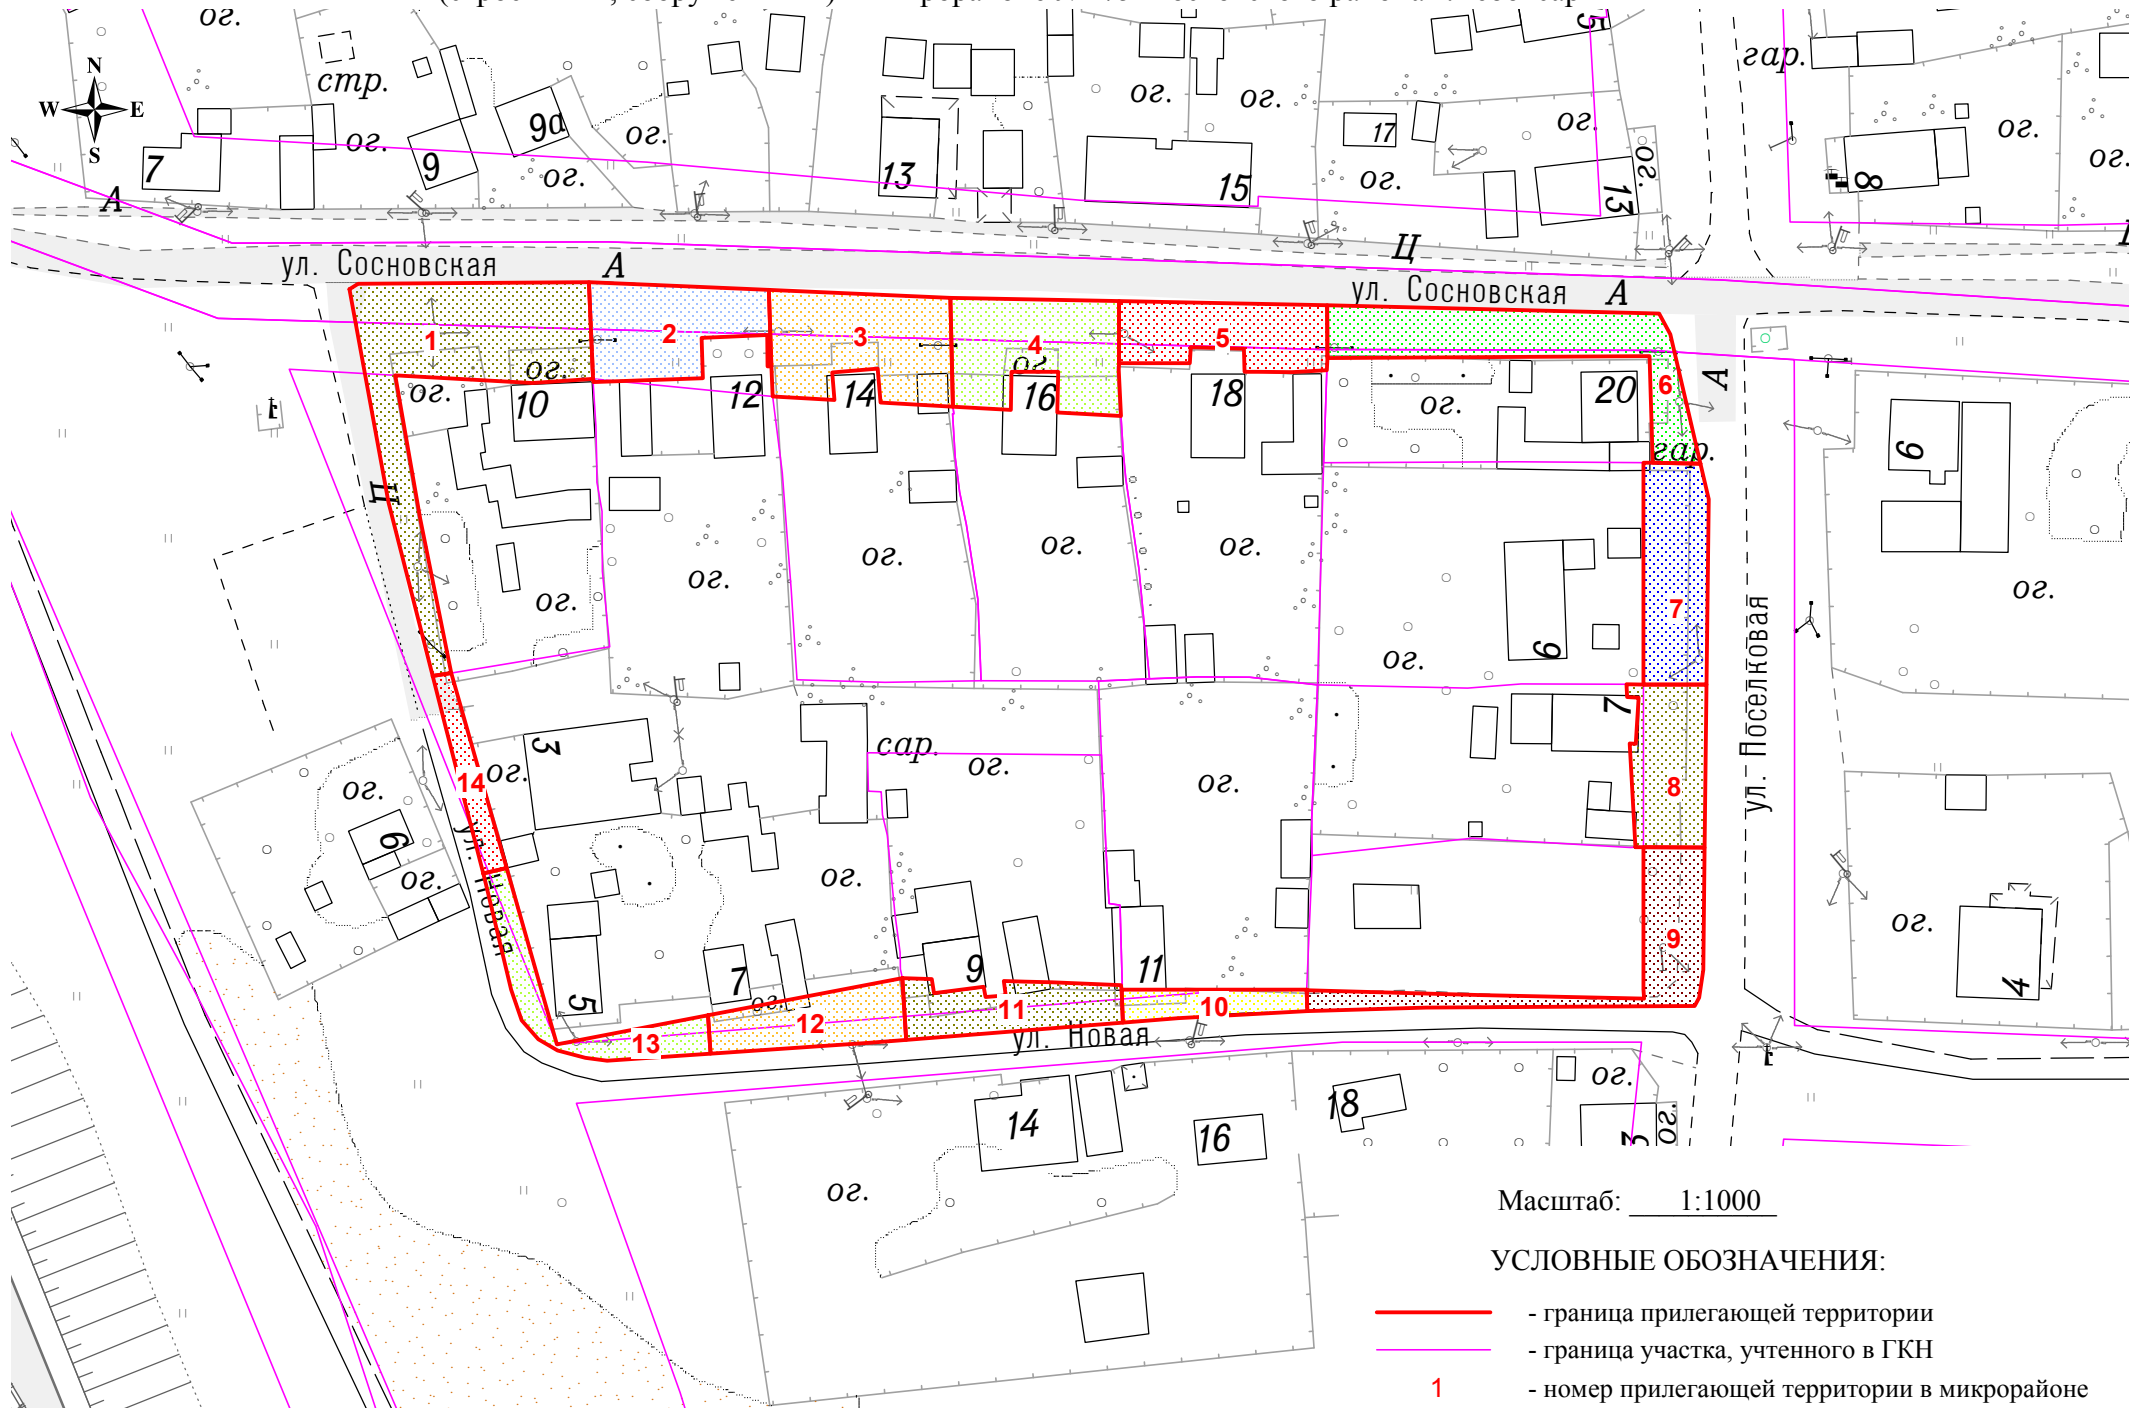 N
W E
S
ог.
стр.
гар.
9а
ог.
ог.
ог.
17
ог.
ог.
ог.
7
9
ог.
ог.
13
15
ог.
13
ог.
8
ог.
А
Ц
ул. Сосновская
А
ул. Сосновская
А
1
2
3
4
5
6
А
ог.
ог.
ог.
10
12
14
16
18
ог.
20
гар.
9
Ц
ог.
ог.
ог.
ог.
ог.
ог.
6
7
ог.
ул. Поселковая
3
ог.
14
сар.
ог.
ог.
7
8
ог.
6
ог.
ул. Новая
ог.
5
7
ог.
9
11
9
ог.
4
13
12
11
10
ул. Новая
14
16
18
ог.
ог.
3
ог.
Масштаб: 1:1000
УСЛОВНЫЕ ОБОЗНАЧЕНИЯ:
- граница прилегающей территории
- граница участка, учтенного в ГКН
1 - номер прилегающей территории в микрорайоне